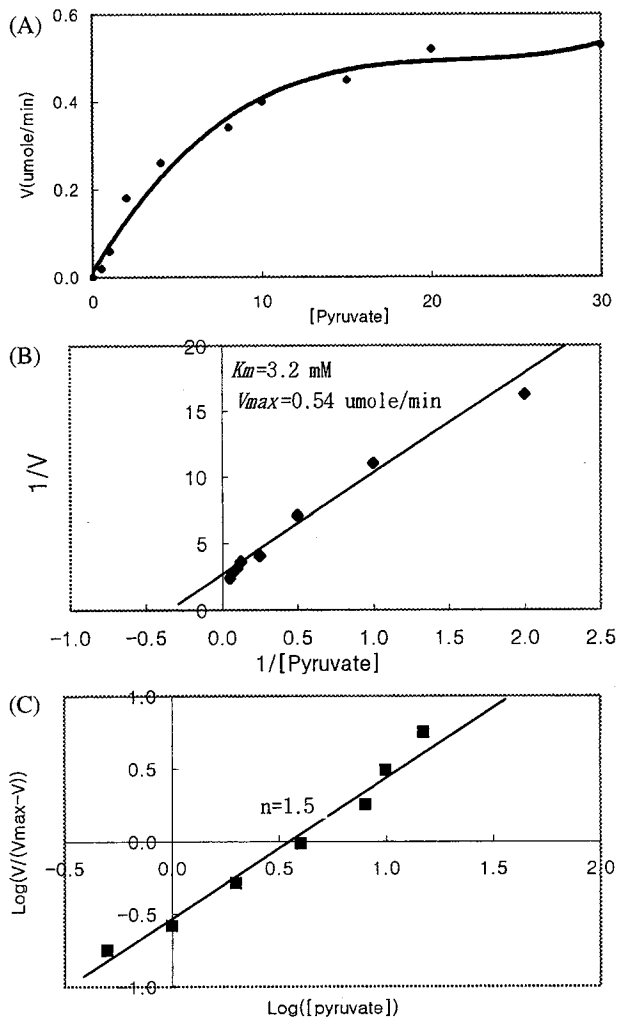 (A)
0.6
0.4
0.2
0.0
V(umole/min)
0 10 20 30
[Pyruvate]
(B)
20
15
10
5
0
1/V
Km=3.2 mM
Vmax=0.54 umole/min
-1.0 -0.5 0.0 0.5 1.0 1.5 2.0 2.5
1/[Pyruvate]
(C)
1.0
0.5
0.0
-0.5
-1.0
Log(V/(Vmax-V))
n=1.5
-0.5 0.0 0.5 1.0 1.5 2.0
Log([pyruvate])